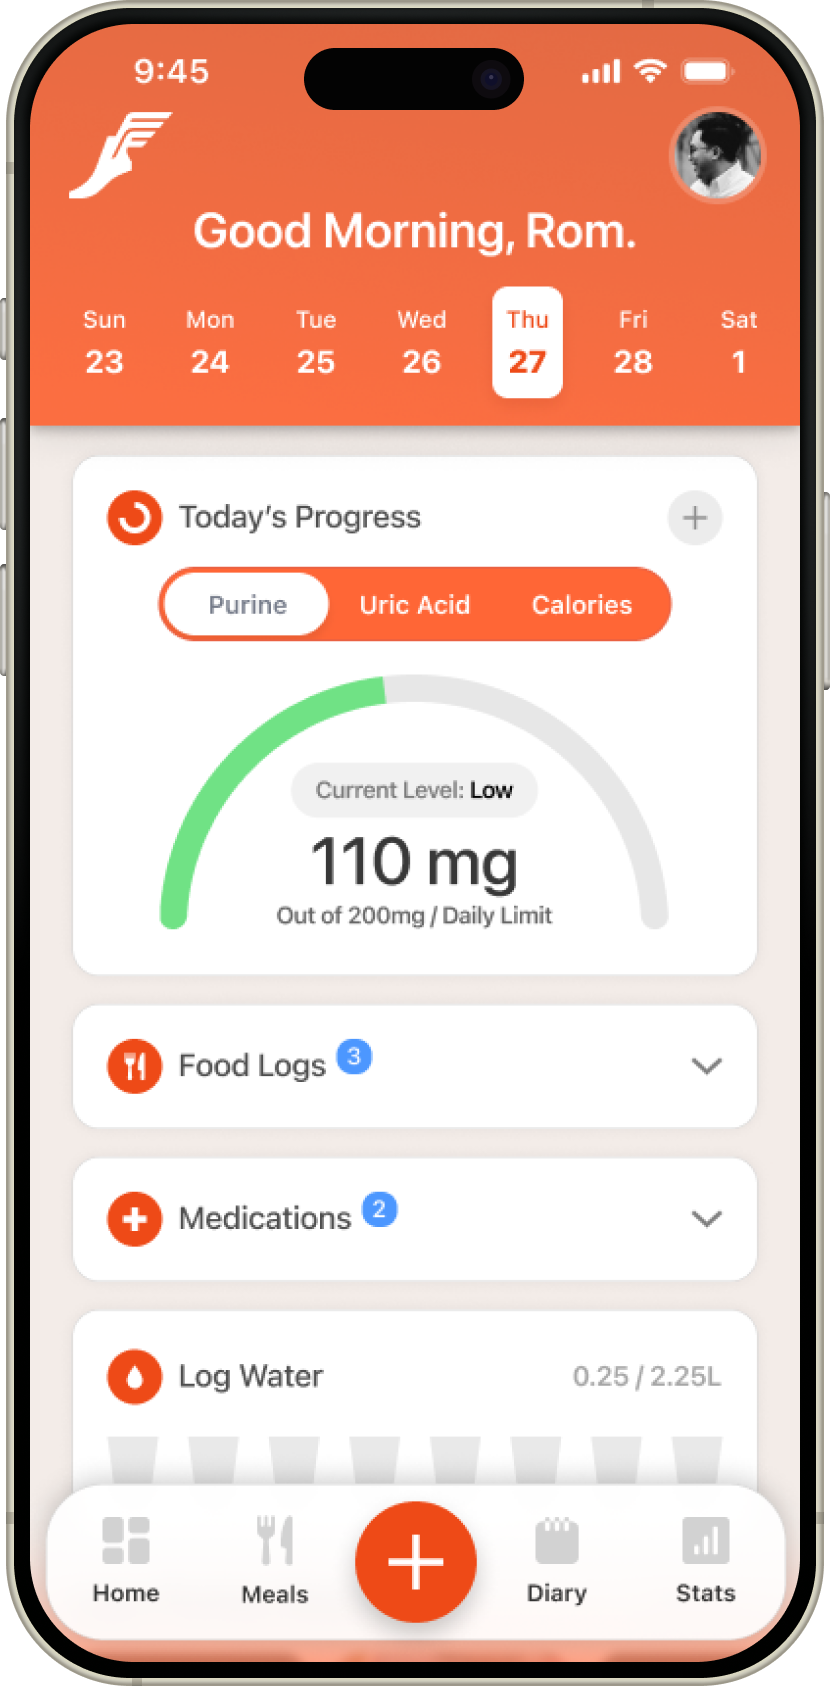 9:45
Good Morning, Rom.
Sun Mon Tue Wed Thu Fri Sat
23 24 25 26 27 28 1
Today's Progress
Purine Uric Acid Calories
Current Level: Low
110 mg
Out of 200mg / Daily Limit
Food Logs 3
Medications 2
Log Water 0.25 / 2.25L
Home Meals Diary Stats